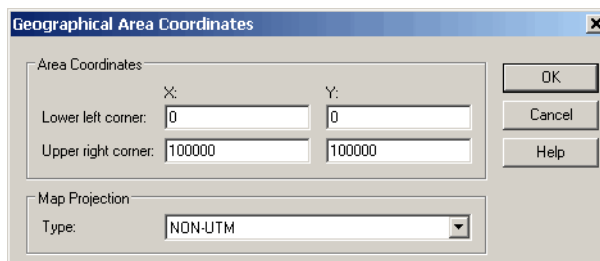 Geographical Area Coordinates
Area Coordinates
X: Y:
Lower left corner: 0 0
Upper right corner: 100000 100000
Map Projection
Type: NON-UTM
OK
Cancel
Help